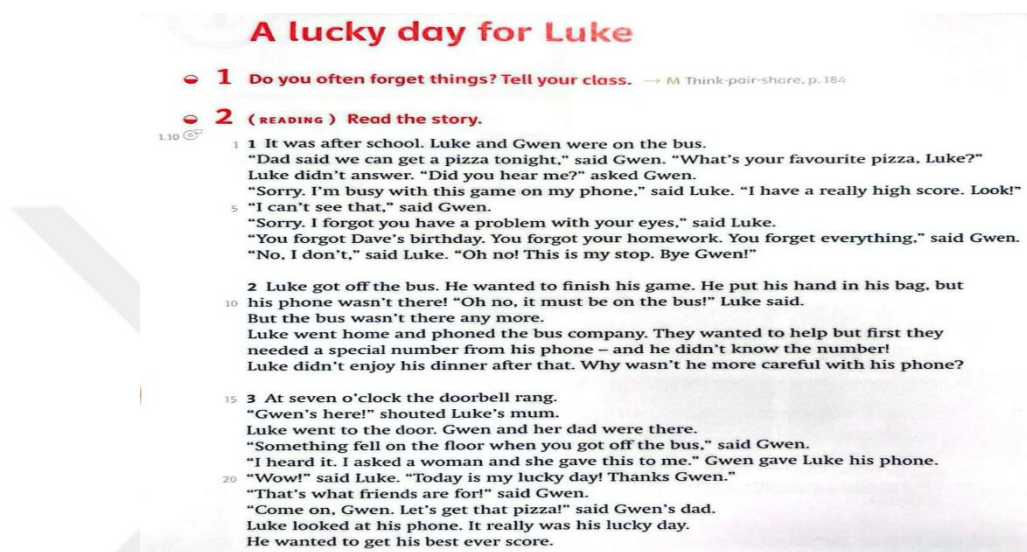 A lucky day for Luke
1 Do you often forget things? Tell your class. → M Think-pair-share, p. 184
2 (READING) Read the story.
1.10
1 1 It was after school. Luke and Gwen were on the bus.
"Dad said we can get a pizza tonight," said Gwen. "What's your favourite pizza, Luke?"
Luke didn't answer. "Did you hear me?" asked Gwen.
"Sorry. I'm busy with this game on my phone," said Luke. "I have a really high score. Look!"
5 "I can't see that," said Gwen.
"Sorry. I forgot you have a problem with your eyes," said Luke.
"You forgot Dave's birthday. You forgot your homework. You forget everything," said Gwen.
"No, I don't," said Luke. "Oh no! This is my stop. Bye Gwen!"
2 Luke got off the bus. He wanted to finish his game. He put his hand in his bag, but
10 his phone wasn't there! "Oh no, it must be on the bus!" Luke said.
But the bus wasn't there any more.
Luke went home and phoned the bus company. They wanted to help but first they
needed a special number from his phone – and he didn't know the number!
Luke didn't enjoy his dinner after that. Why wasn't he more careful with his phone?
15 3 At seven o'clock the doorbell rang.
"Gwen's here!" shouted Luke's mum.
Luke went to the door. Gwen and her dad were there.
"Something fell on the floor when you got off the bus," said Gwen.
"I heard it. I asked a woman and she gave this to me." Gwen gave Luke his phone.
20 "Wow!" said Luke. "Today is my lucky day! Thanks Gwen."
"That's what friends are for!" said Gwen.
"Come on, Gwen. Let's get that pizza!" said Gwen's dad.
Luke looked at his phone. It really was his lucky day.
He wanted to get his best ever score.